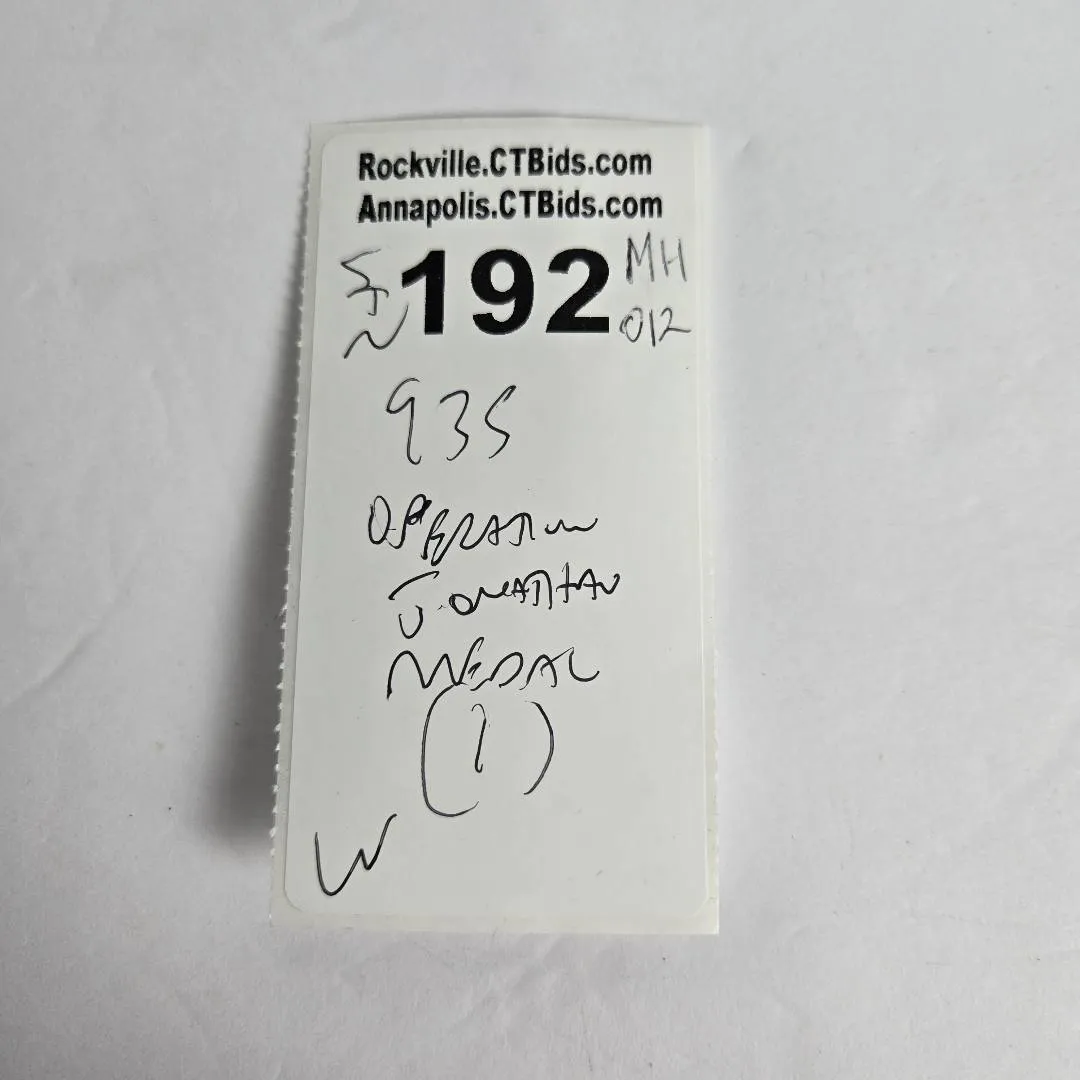 Rockville.CTBids.com
Annapolis.CTBids.com
192 MH
012
935
OPERATION
JONATHAN
MEDAL
(1)
W